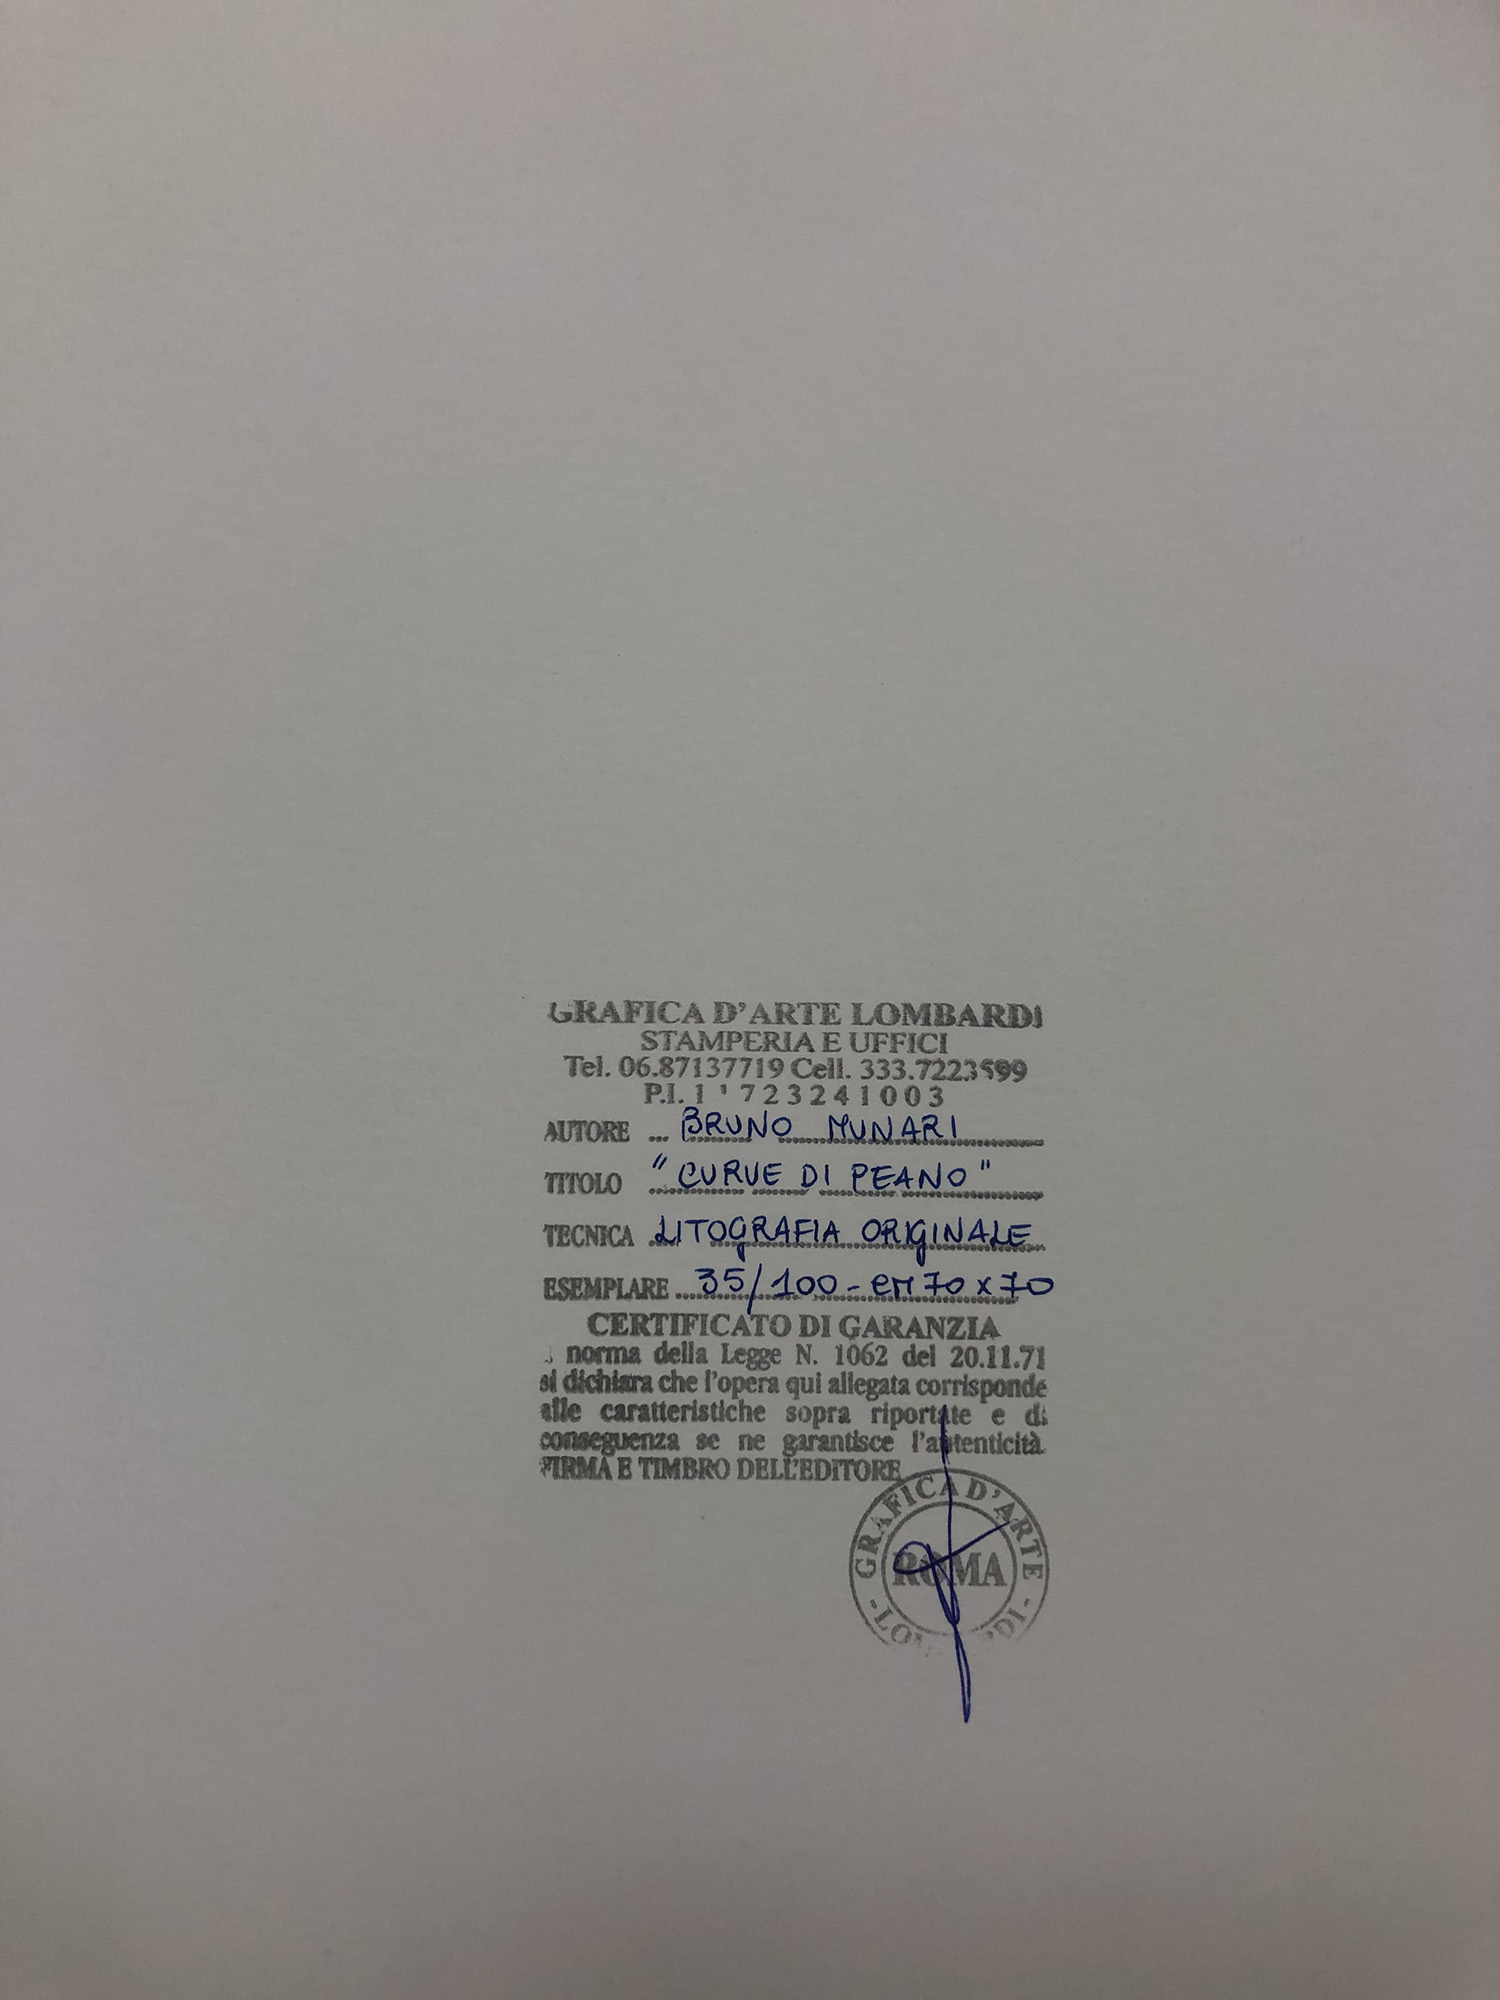 GRAFICA D'ARTE LOMBARDI
STAMPERIA E UFFICI
Tel. 06.87137719 Cell. 333.7223599
P.I. 1 723241003
AUTORE ... BRUNO MUNARI
TITOLO "CURVE DI PEANO"
TECNICA LITOGRAFIA ORIGINALE
ESEMPLARE 35/100 - cm 70 x 70
CERTIFICATO DI GARANZIA
norma della Legge N. 1062 del 20.11.71
si dichiara che l'opera qui allegata corrisponde
alle caratteristiche sopra riportate e di
conseguenza se ne garantisce l'autenticità.
FIRMA E TIMBRO DELL'EDITORE
GRAFICA D'ARTE
ROMA
- LOMBARDI -